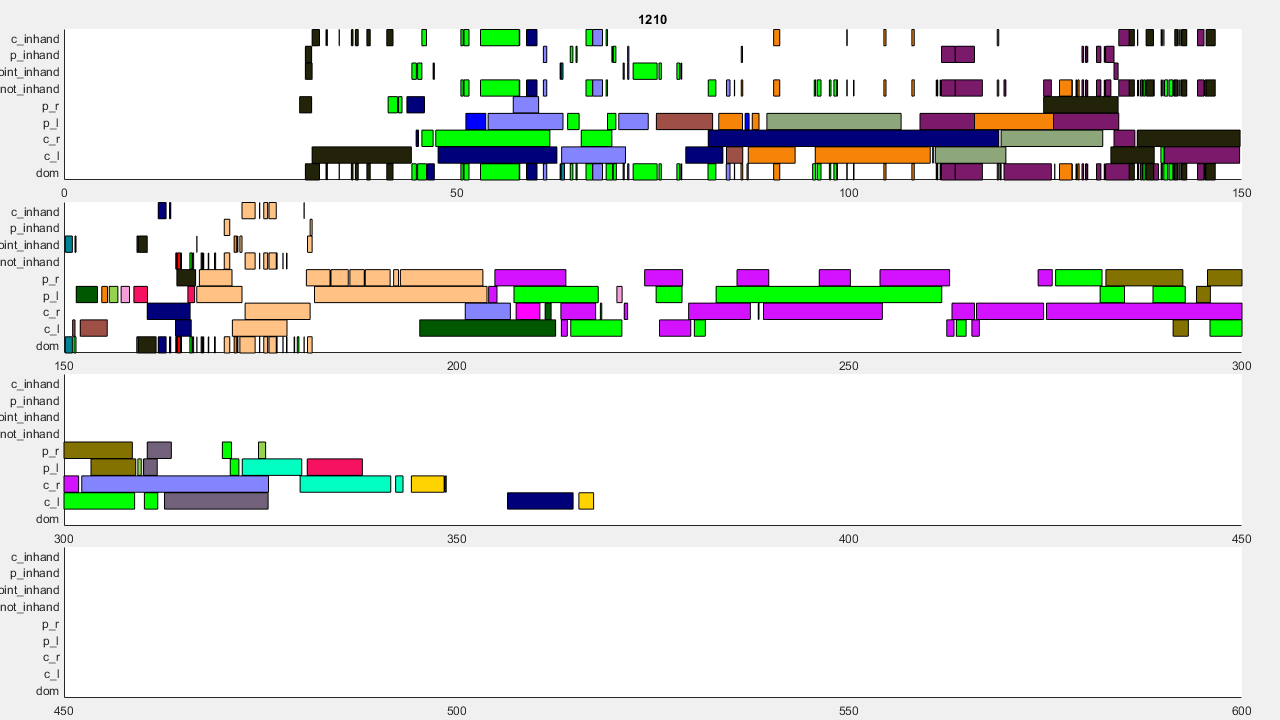 1210
c_inhand
p_inhand
oint_inhand
not_inhand
p_r
p_l
c_r
c_l
dom
0 50 100 150
c_inhand
p_inhand
oint_inhand
not_inhand
p_r
p_l
c_r
c_l
dom
150 200 250 300
c_inhand
p_inhand
oint_inhand
not_inhand
p_r
p_l
c_r
c_l
dom
300 350 400 450
c_inhand
p_inhand
oint_inhand
not_inhand
p_r
p_l
c_r
c_l
dom
450 500 550 600